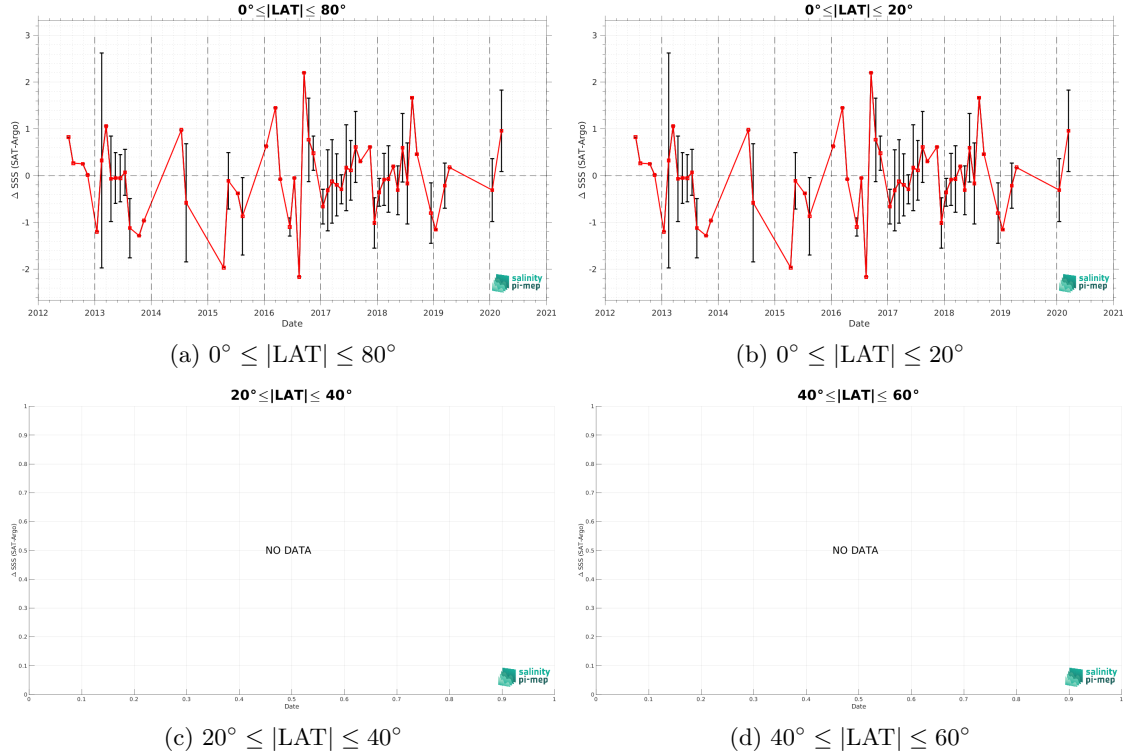 0°≤|LAT|≤ 80°
3
2
1
0
-1
-2
Δ SSS (SAT-Argo)
2012 2013 2014 2015 2016 2017 2018 2019 2020 2021
Date
salinity
pi-mep
(a) 0° ≤ |LAT| ≤ 80°
0°≤|LAT|≤ 20°
3
2
1
0
-1
-2
Δ SSS (SAT-Argo)
2012 2013 2014 2015 2016 2017 2018 2019 2020 2021
Date
salinity
pi-mep
(b) 0° ≤ |LAT| ≤ 20°
20°≤|LAT|≤ 40°
1
0.9
0.8
0.7
0.6
0.5
0.4
0.3
0.2
0.1
0
Δ SSS (SAT-Argo)
NO DATA
0 0.1 0.2 0.3 0.4 0.5 0.6 0.7 0.8 0.9 1
Date
salinity
pi-mep
(c) 20° ≤ |LAT| ≤ 40°
40°≤|LAT|≤ 60°
1
0.9
0.8
0.7
0.6
0.5
0.4
0.3
0.2
0.1
0
Δ SSS (SAT-Argo)
NO DATA
0 0.1 0.2 0.3 0.4 0.5 0.6 0.7 0.8 0.9 1
Date
salinity
pi-mep
(d) 40° ≤ |LAT| ≤ 60°